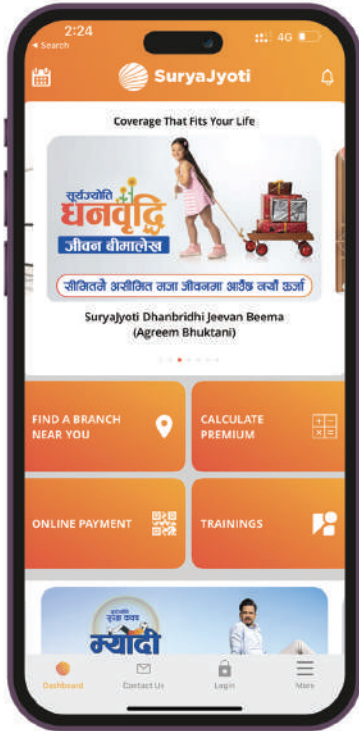 2:24
4G
Search
SuryaJyoti
Coverage That Fits Your Life
सूर्यज्योति
धनवृद्धि
जीवन बीमालेख
सीमितमै असीमित मजा जीवनमा आउँछ नयाँ ऊर्जा
SuryaJyoti Dhanbridhi Jeevan Beema
(Agreem Bhuktani)
FIND A BRANCH
NEAR YOU
CALCULATE
PREMIUM
ONLINE PAYMENT
TRAININGS
सुरक्षा कवच
म्यादी
Dashboard
Contact Us
Login
More